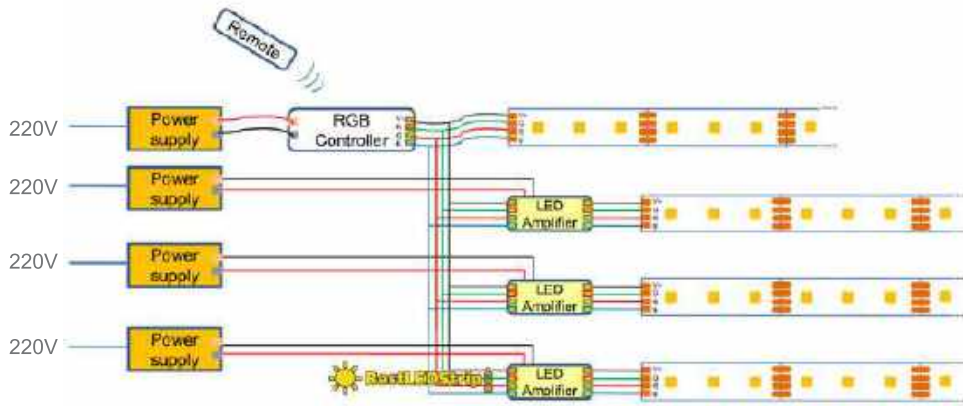 Remote
220V
Power
supply
RGB
Controller
220V
Power
supply
LED
Amplifier
220V
Power
supply
LED
Amplifier
220V
Power
supply
LED
Amplifier